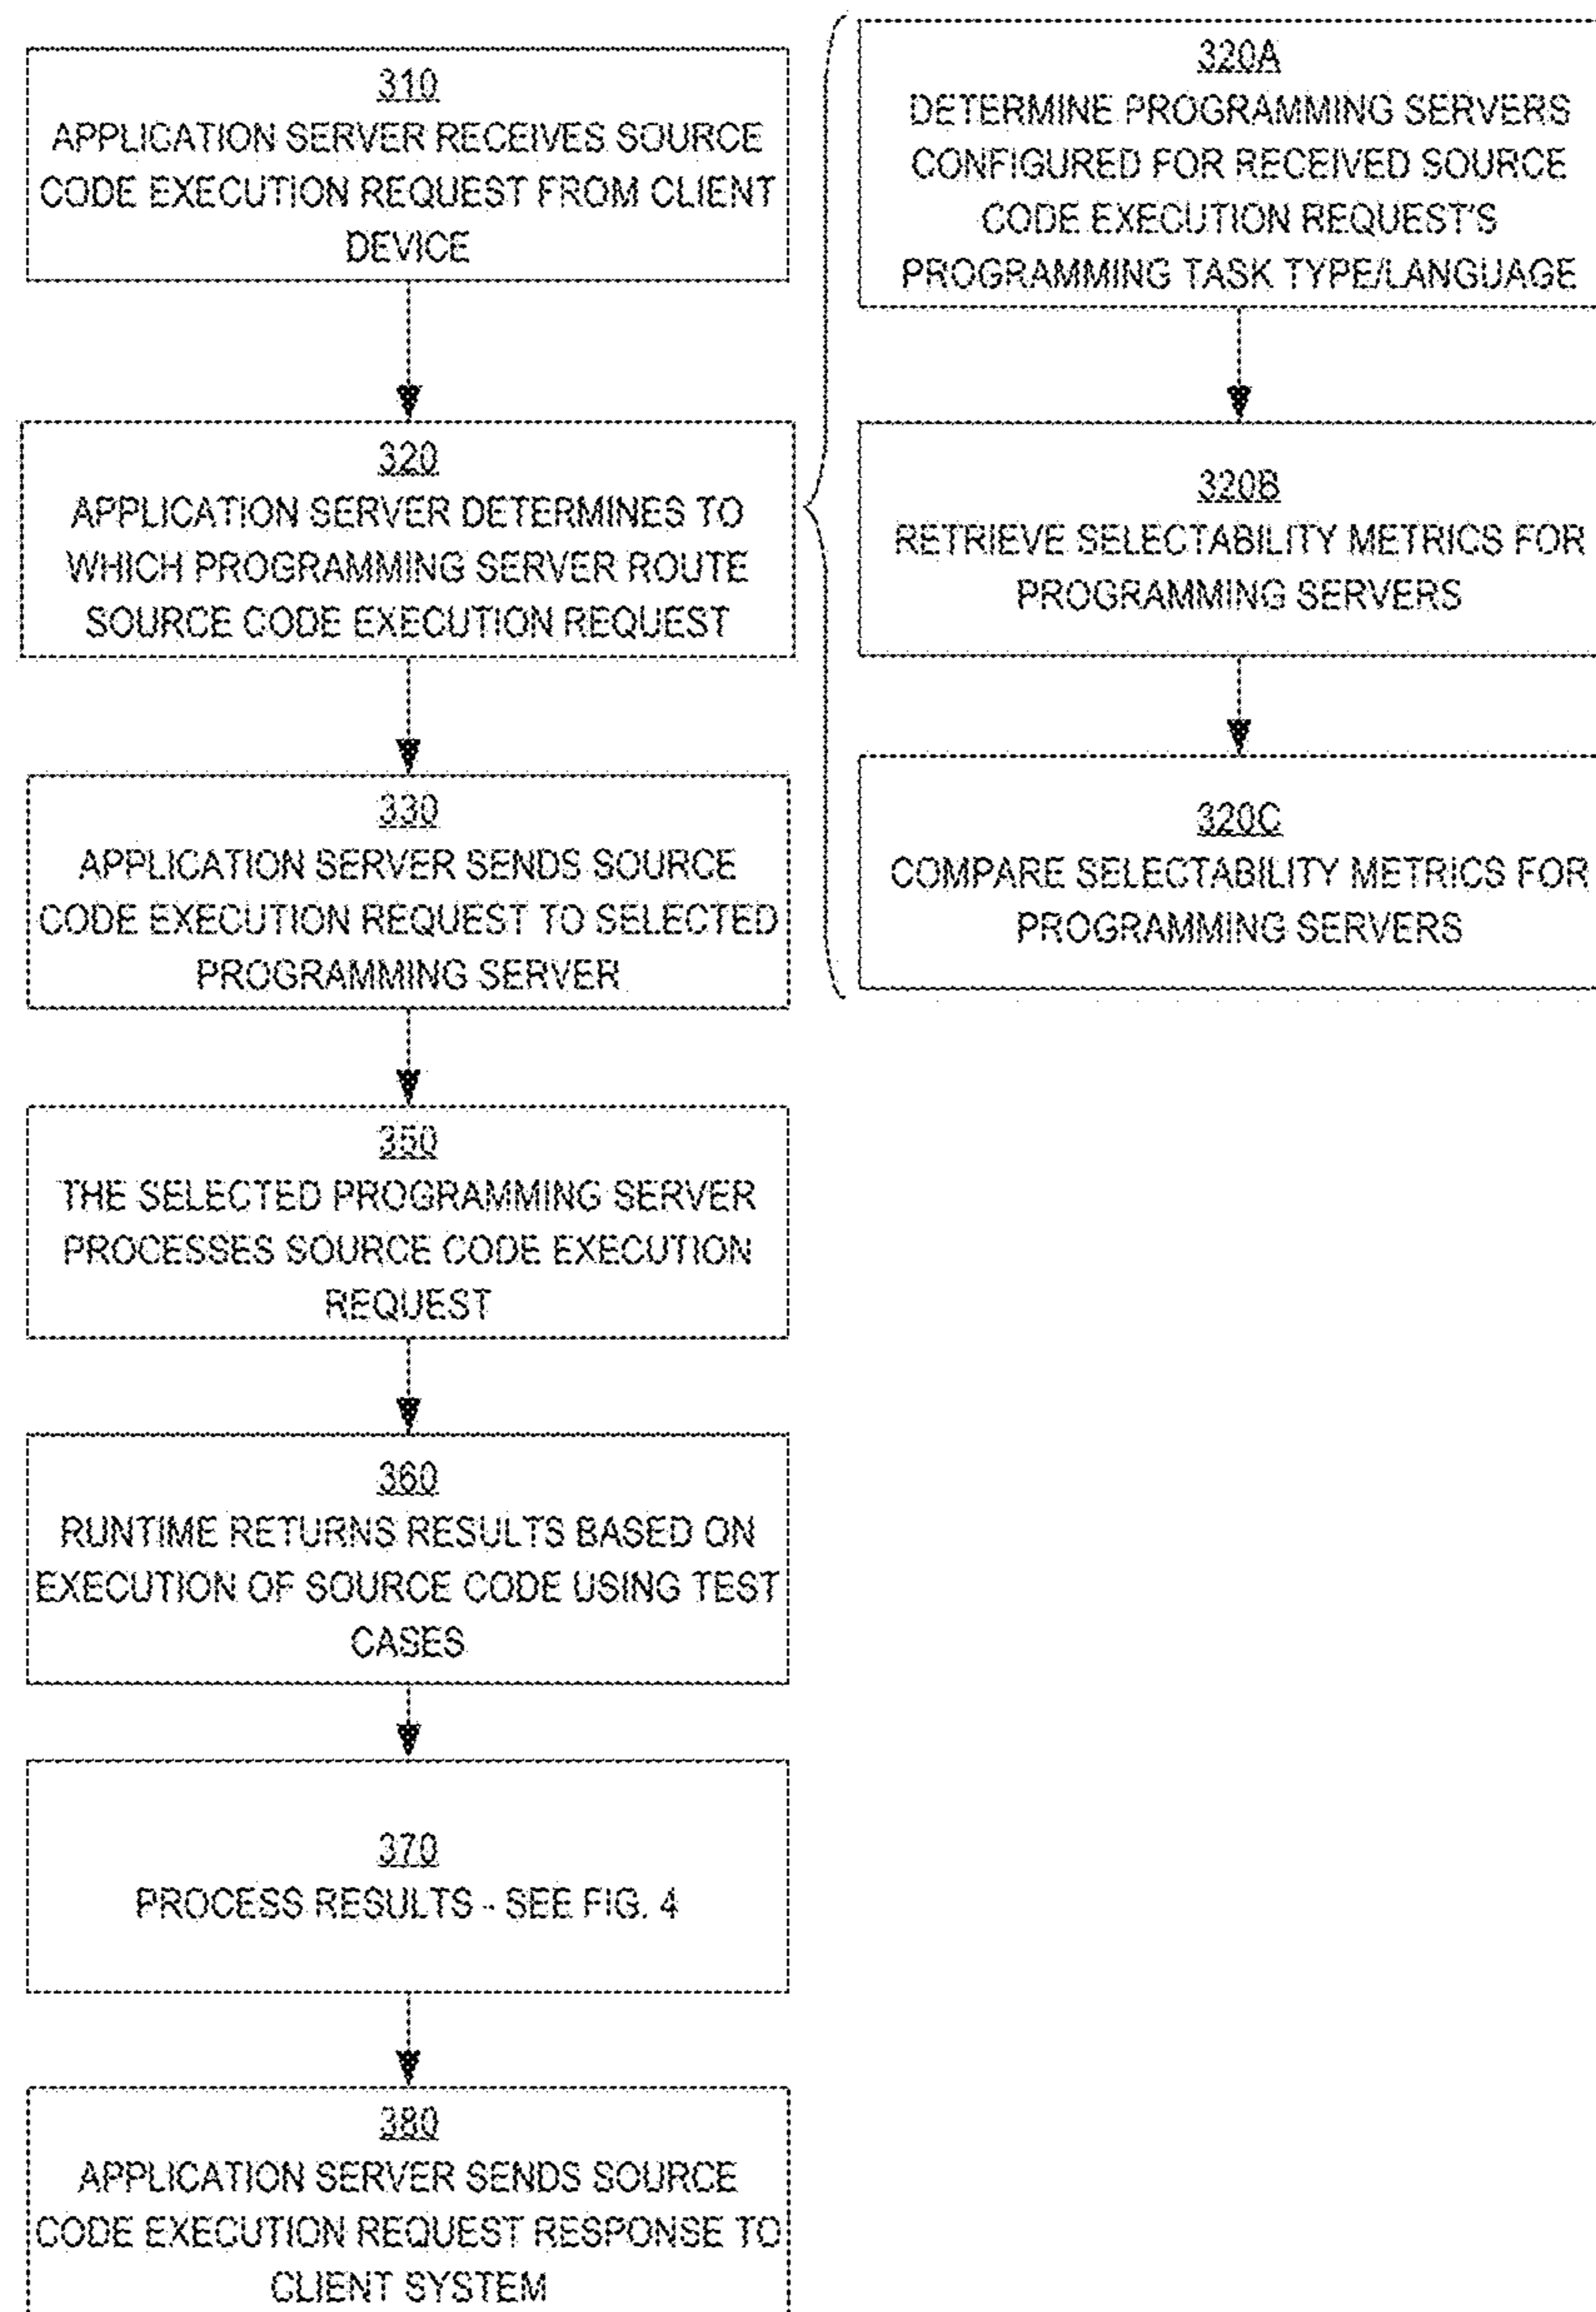 310
APPLICATION SERVER RECEIVES SOURCE
CODE EXECUTION REQUEST FROM CLIENT
DEVICE
320
APPLICATION SERVER DETERMINES TO
WHICH PROGRAMMING SERVER ROUTE
SOURCE CODE EXECUTION REQUEST
320A
DETERMINE PROGRAMMING SERVERS
CONFIGURED FOR RECEIVED SOURCE
CODE EXECUTION REQUEST'S
PROGRAMMING TASK TYPE/LANGUAGE
320B
RETRIEVE SELECTABILITY METRICS FOR
PROGRAMMING SERVERS
320C
COMPARE SELECTABILITY METRICS FOR
PROGRAMMING SERVERS
330
APPLICATION SERVER SENDS SOURCE
CODE EXECUTION REQUEST TO SELECTED
PROGRAMMING SERVER
350
THE SELECTED PROGRAMMING SERVER
PROCESSES SOURCE CODE EXECUTION
REQUEST
360
RUNTIME RETURNS RESULTS BASED ON
EXECUTION OF SOURCE CODE USING TEST
CASES
370
PROCESS RESULTS - SEE FIG. 4
380
APPLICATION SERVER SENDS SOURCE
CODE EXECUTION REQUEST RESPONSE TO
CLIENT SYSTEM